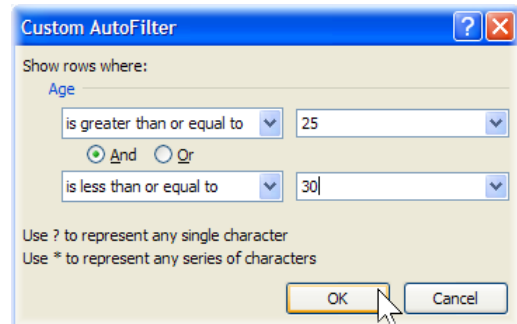 Custom AutoFilter
Show rows where:
Age
is greater than or equal to 25
And Or
is less than or equal to 30
Use ? to represent any single character
Use * to represent any series of characters
OK Cancel